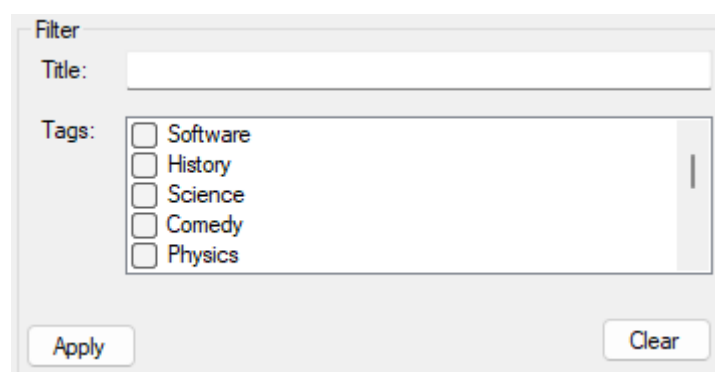 Filter
Title:
Tags:
Software
History
Science
Comedy
Physics
Apply
Clear